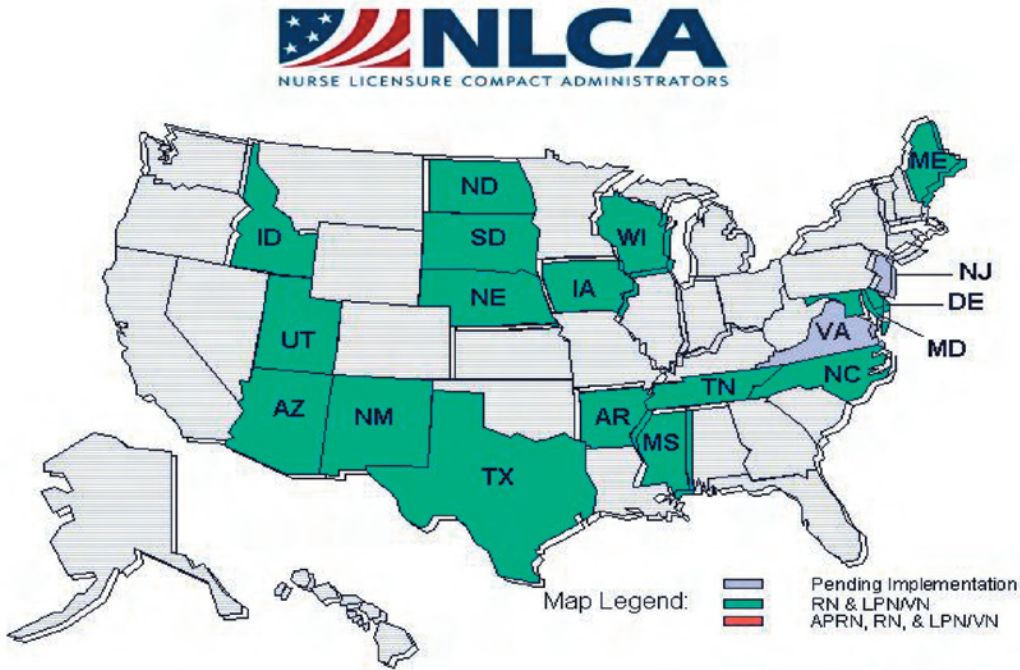 NLCA
NURSE LICENSURE COMPACT ADMINISTRATORS
ME
ND
ID
SD
WI
NJ
NE
IA
DE
UT
VA
MD
TN
NC
AZ
NM
AR
MS
TX
Map Legend:
Pending Implementation
RN & LPN/VN
APRN, RN, & LPN/VN